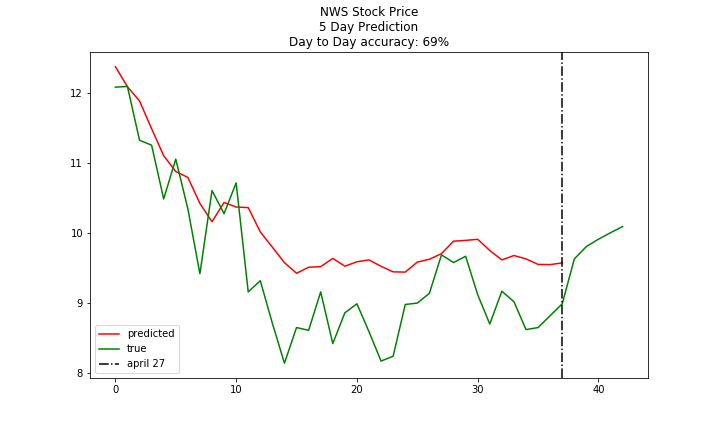 NWS Stock Price
5 Day Prediction
Day to Day accuracy: 69%
12
11
10
9
8
predicted
true
april 27
0
10
20
30
40